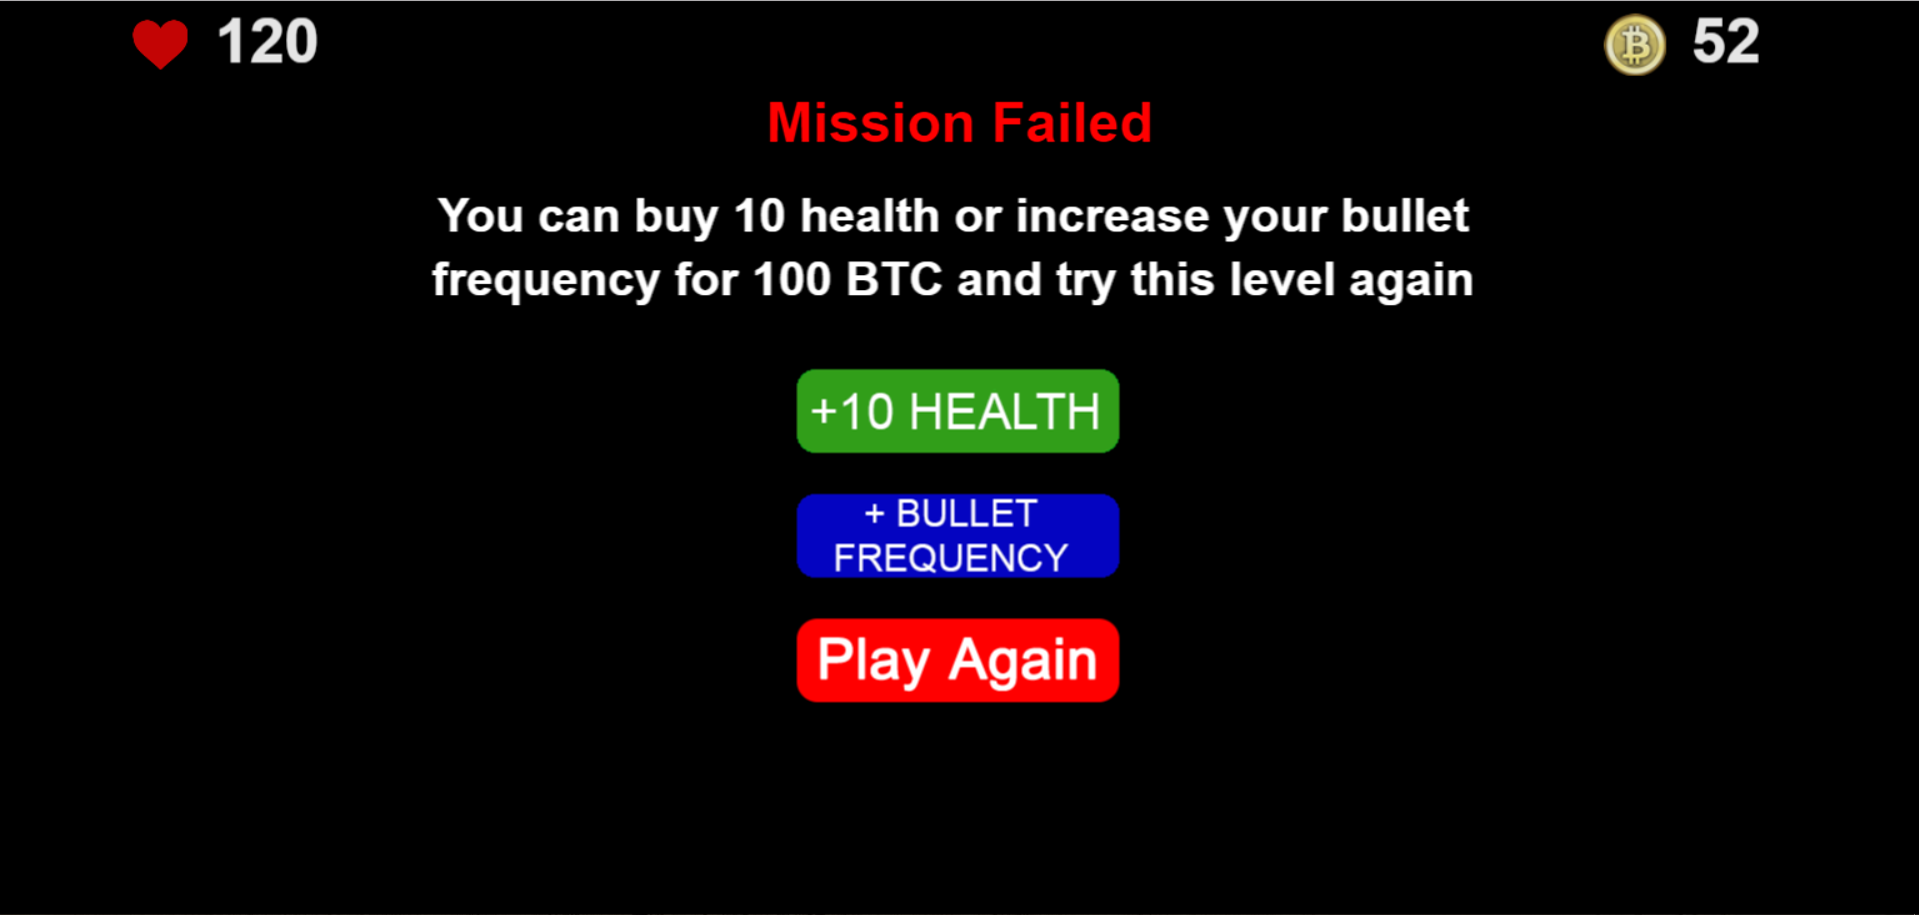 120
52
Mission Failed
You can buy 10 health or increase your bullet
frequency for 100 BTC and try this level again
+10 HEALTH
+ BULLET
FREQUENCY
Play Again